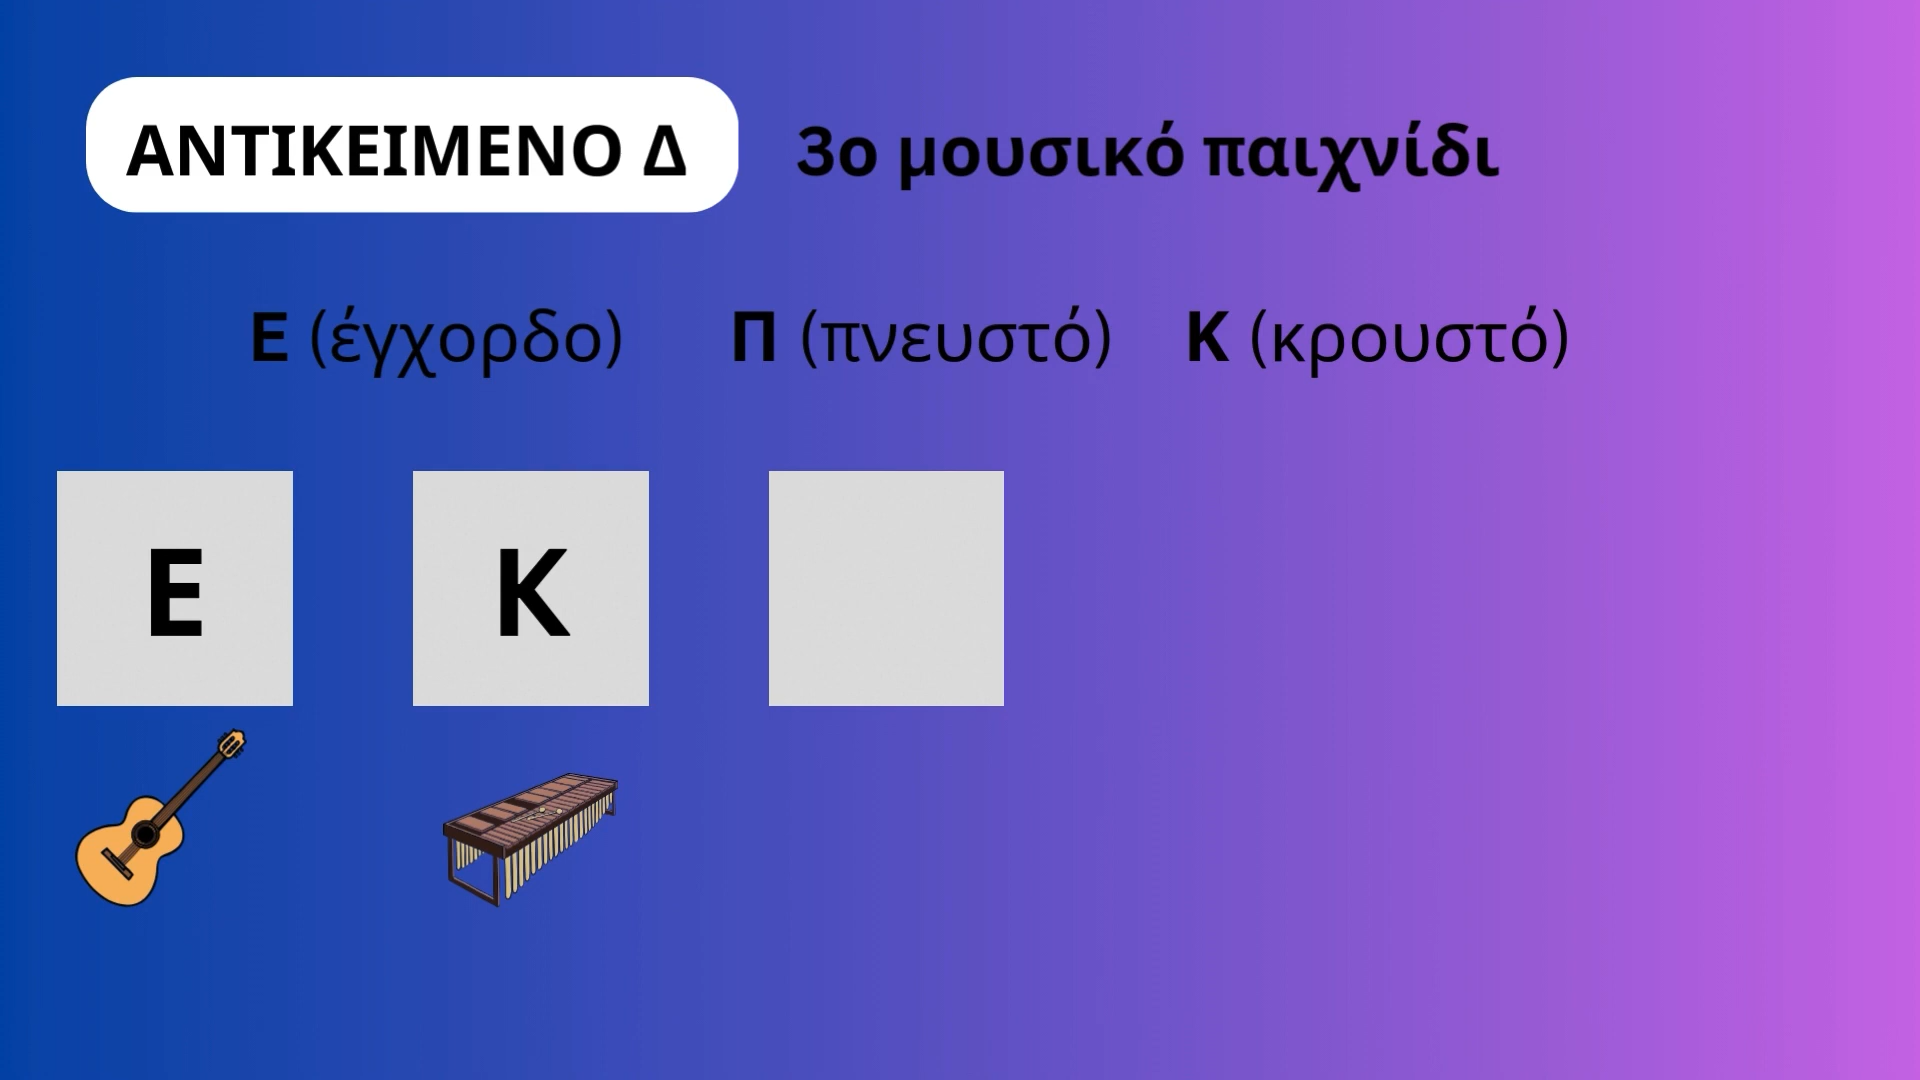 ΑΝΤΙΚΕΙΜΕΝΟ Δ 3ο μουσικό παιχνίδι
Ε (έγχορδο) Π (πνευστό) Κ (κρουστό)
Ε Κ